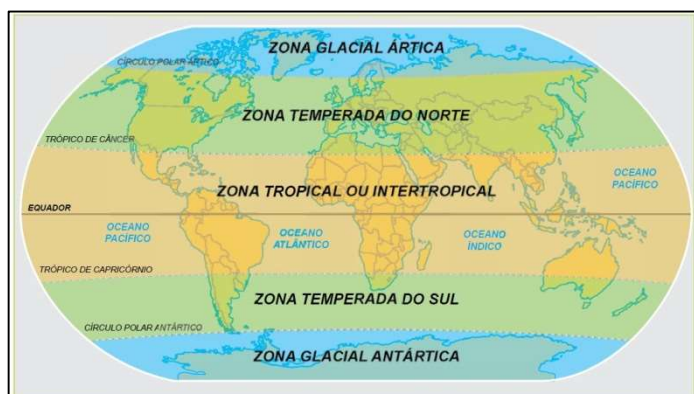 ZONA GLACIAL ÁRTICA
CÍRCULO POLAR ÁRTICO
ZONA TEMPERADA DO NORTE
TRÓPICO DE CÂNCER
OCEANO
PACÍFICO
ZONA TROPICAL OU INTERTROPICAL
EQUADOR
OCEANO
PACÍFICO
OCEANO
ATLÂNTICO
OCEANO
ÍNDICO
TRÓPICO DE CAPRICÓRNIO
ZONA TEMPERADA DO SUL
CÍRCULO POLAR ANTÁRTICO
ZONA GLACIAL ANTÁRTICA